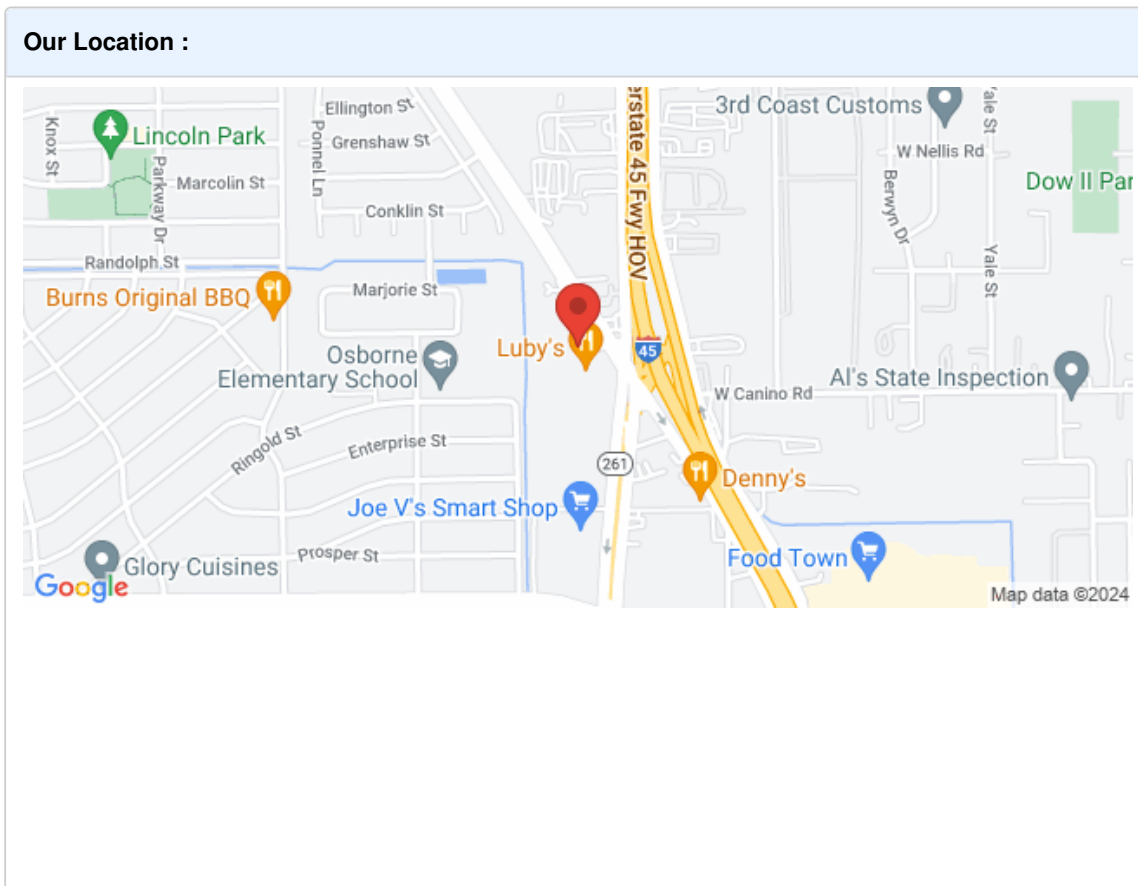 Our Location :
Ellington St
3rd Coast Customs
Knox St
Lincoln Park
Ponnel Ln
Grenshaw St
erstate 45 Fwy HOV
Yale St
W Nellis Rd
Parkway Dr
Marcolin St
Berwyn Dr
Dow II Par
Conklin St
Randolph St
Yale St
Burns Original BBQ
Marjorie St
Luby's
45
Osborne
Elementary School
Al's State Inspection
W Canino Rd
Ringold St
Enterprise St
261
Denny's
Joe V's Smart Shop
Prosper St
Food Town
Glory Cuisines
Google
Map data ©2024